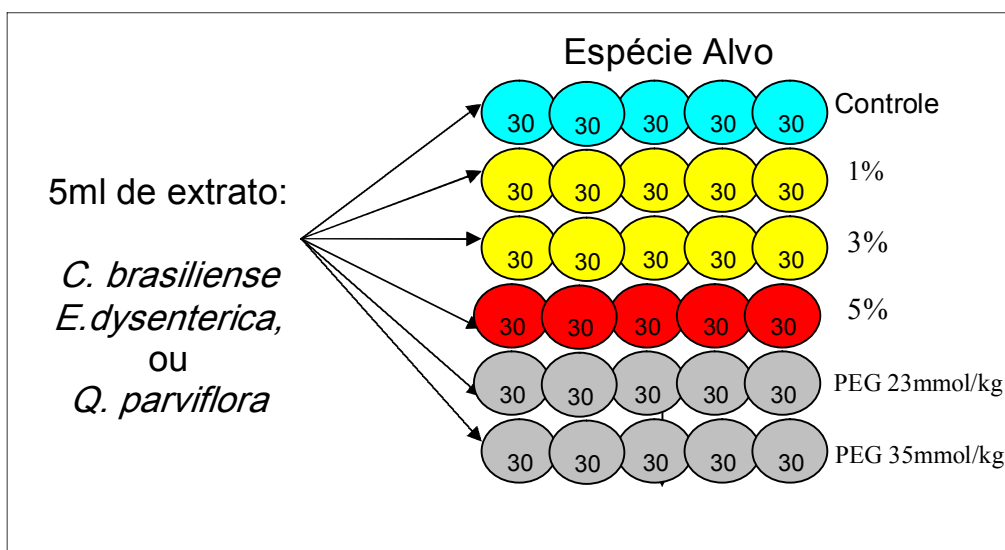 Espécie Alvo
30 30 30 30 30 Controle
30 30 30 30 30 1%
5ml de extrato:
30 30 30 30 30 3%
C. brasiliense
E.dysenterica,
30 30 30 30 30 5%
ou
Q. parviflora
30 30 30 30 30 PEG 23mmol/kg
30 30 30 30 30 PEG 35mmol/kg